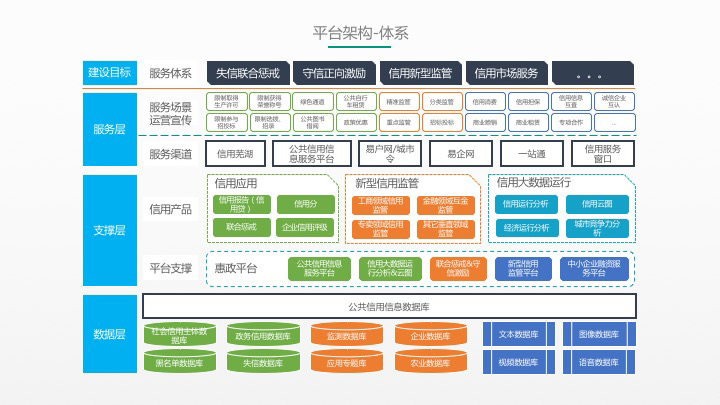 平台架构-体系
建设目标
服务体系
失信联合惩戒
守信正向激励
信用新型监管
信用市场服务
。。。
服务层
服务场景
运营宣传
限制取得
生产许可
限制获得
荣誉称号
绿色通道
公共自行
车租赁
精准监管
分类监管
信用消费
信用担保
信用信息
互查
诚信企业
互认
限制参与
招投标
限制选拔、
招录
公共图书
借阅
政策优惠
重点监管
招标投标
商业赊销
商业租赁
专项合作
...
服务渠道
信用芜湖
公共信用信
息服务平台
易户网/城市
令
易企网
一站通
信用服务
窗口
支撑层
信用产品
信用应用
信用报告（信
用贷）
信用分
联合惩戒
企业信用评级
新型信用监管
工商领域信用
监管
金融领域互金
监管
专卖领域信用
监管
其它垂直领域
监管
信用大数据运行
信用运行分析
信用云图
经济运行分析
城市竞争力分
析
平台支撑
惠政平台
公共信用信息
服务平台
信用大数据运
行分析&云图
联合惩戒&守
信激励
新型信用
监管平台
中小企业融资服
务平台
数据层
公共信用信息数据库
社会信用主体数
据库
政务信用数据库
监测数据库
企业数据库
文本数据库
图像数据库
黑名单数据库
失信数据库
应用专题库
农业数据库
视频数据库
语音数据库